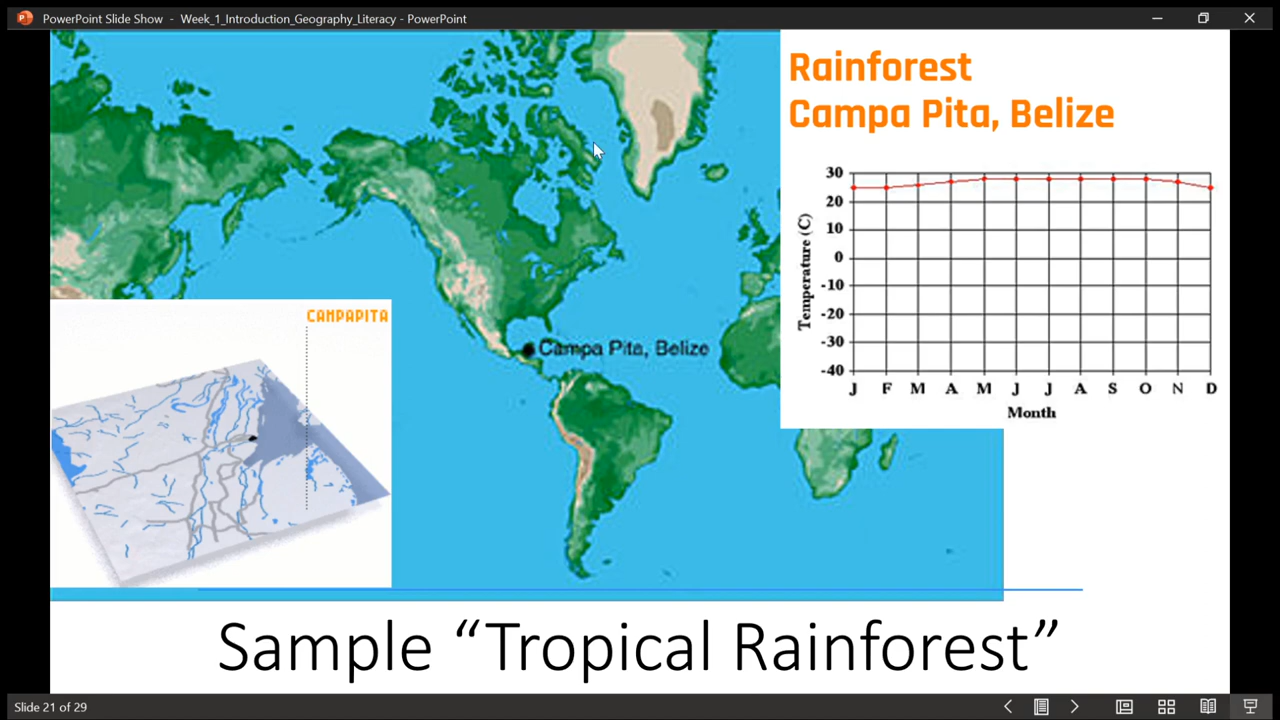 PowerPoint Slide Show - Week_1_Introduction_Geography_Literacy - PowerPoint
Rainforest
Campa Pita, Belize
30
20
10
0
-10
-20
-30
-40
Temperature (C)
J F M A M J J A S O N D
Month
CAMPAPITA
Campa Pita, Belize
Sample “Tropical Rainforest”
Slide 21 of 29